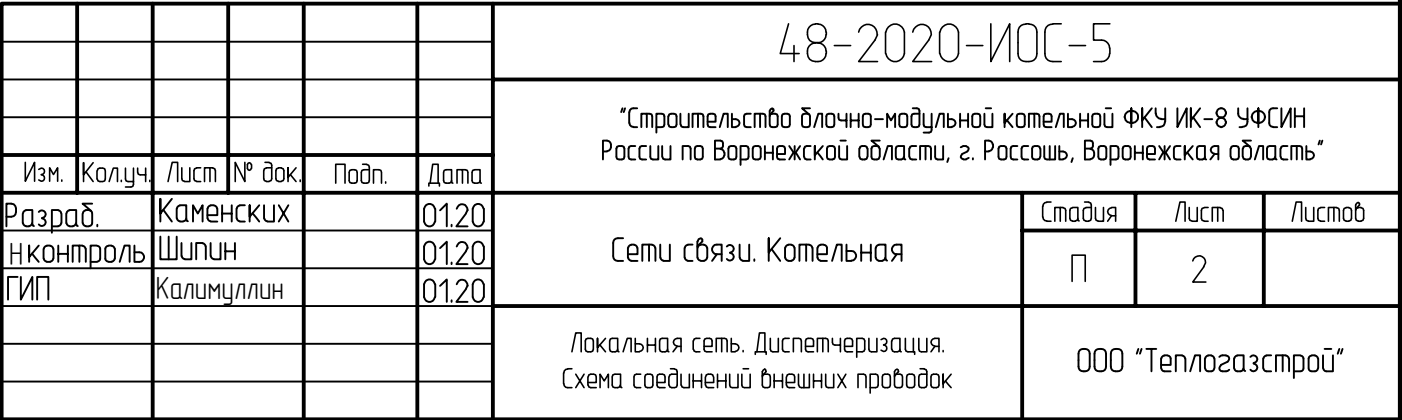 48-2020-ИОС-5
"Строительство блочно-модульной котельной ФКУ ИК-8 УФСИН
России по Воронежской области, г. Россошь, Воронежская область"
Изм. Кол.уч. Лист № док. Подп. Дата
Разраб. Каменских 01.20
Нконтроль Шипин 01.20
ГИП Калимуллин 01.20
Сети связи. Котельная
Стадия Лист Листов
П 2
Локальная сеть. Диспетчеризация.
Схема соединений внешних проводок
ООО "Теплогазстрой"